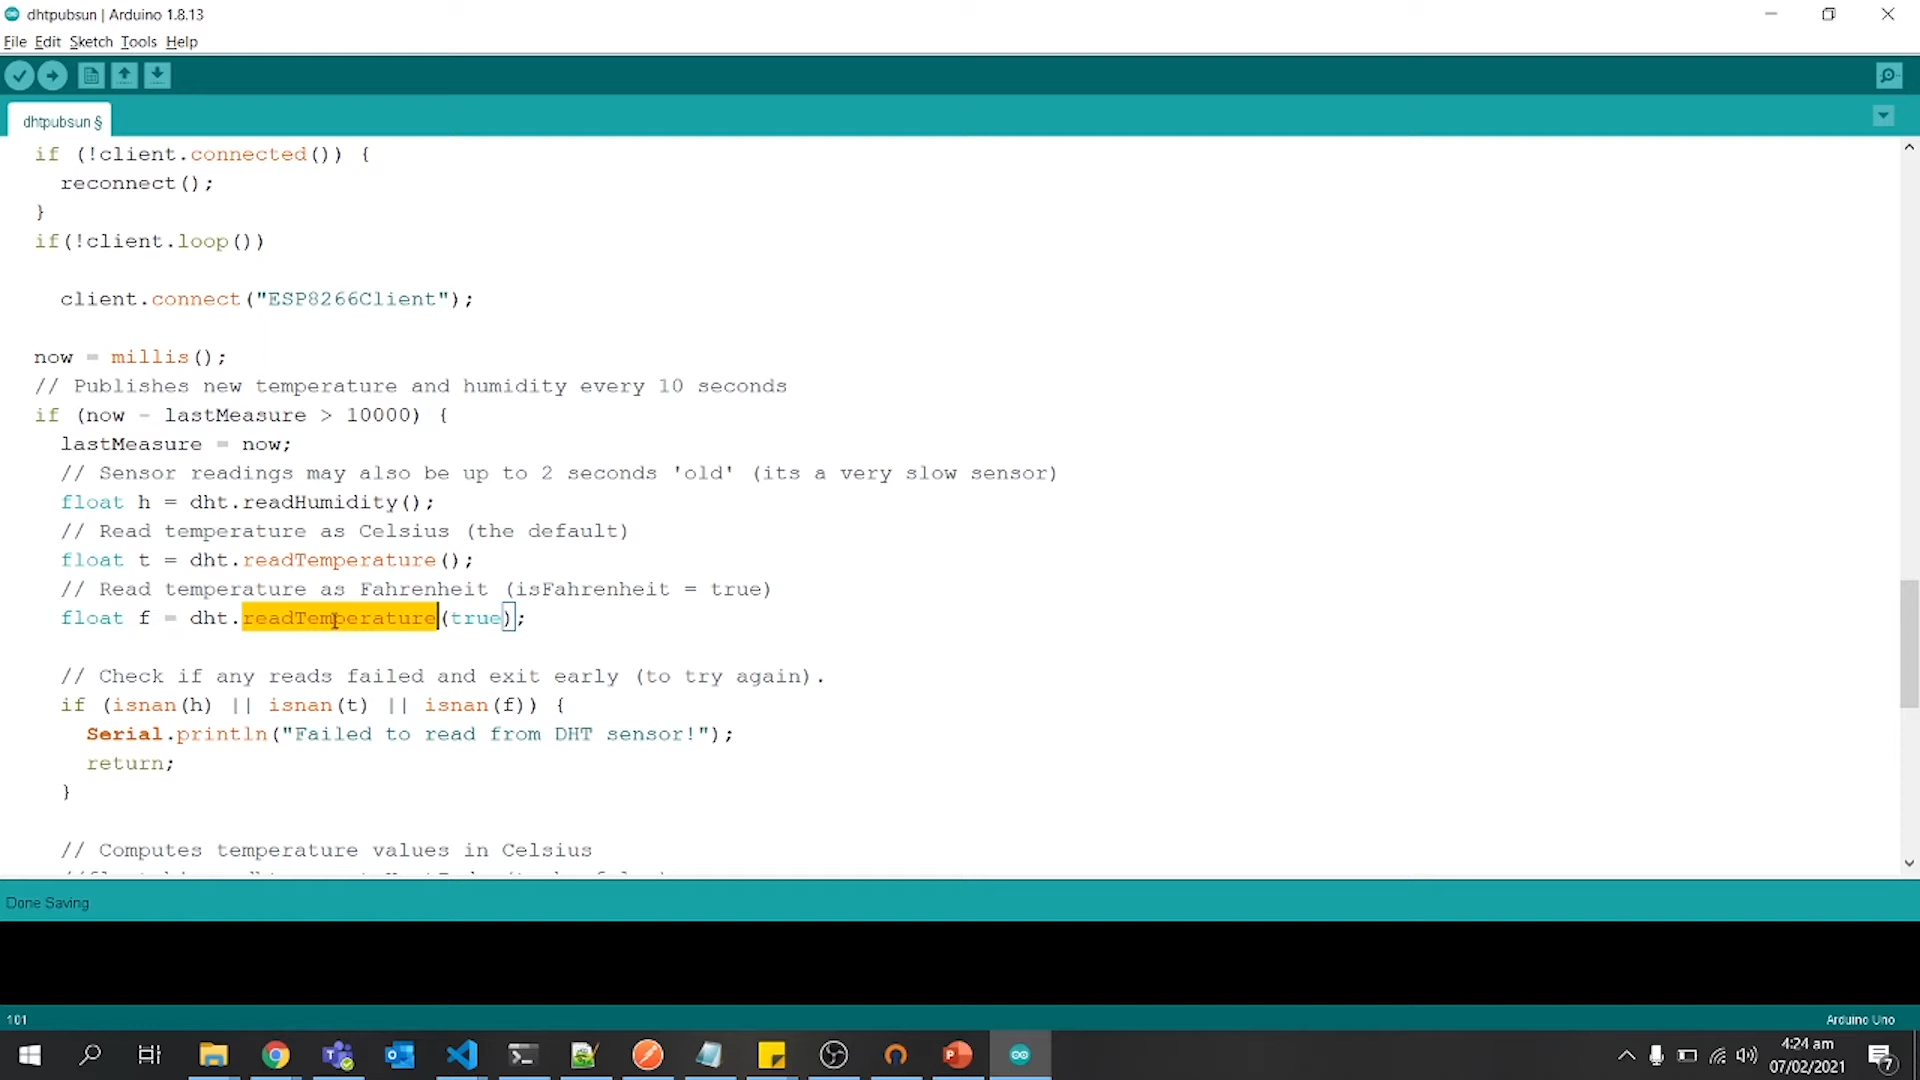 dhtpubsun | Arduino 1.8.13
File Edit Sketch Tools Help
dhtpubsun §
if (!client.connected()) {
reconnect();
}
if(!client.loop())
client.connect("ESP8266Client");
now = millis();
// Publishes new temperature and humidity every 10 seconds
if (now - lastMeasure > 10000) {
lastMeasure = now;
// Sensor readings may also be up to 2 seconds 'old' (its a very slow sensor)
float h = dht.readHumidity();
// Read temperature as Celsius (the default)
float t = dht.readTemperature();
// Read temperature as Fahrenheit (isFahrenheit = true)
float f = dht.readTemperature(true);
// Check if any reads failed and exit early (to try again).
if (isnan(h) || isnan(t) || isnan(f)) {
Serial.println("Failed to read from DHT sensor!");
return;
}
// Computes temperature values in Celsius
Done Saving
101
Arduino Uno
4:24 am
07/02/2021
7